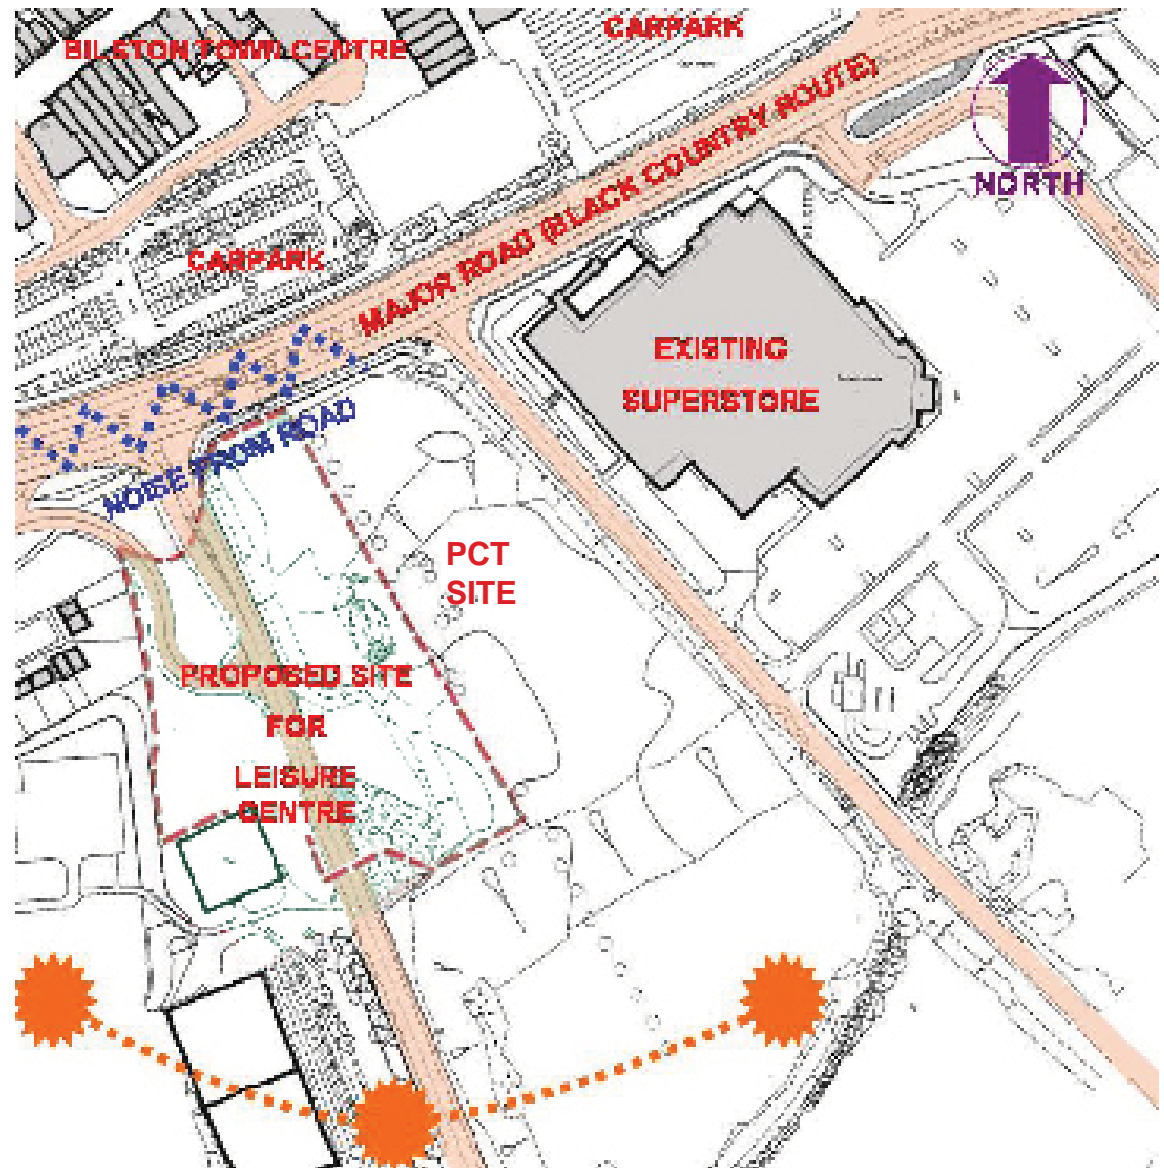 CARPARK
BILSTON TOWN CENTRE
MAJOR ROAD (BLACK COUNTRY ROUTE)
NORTH
CARPARK
EXISTING
SUPERSTORE
NOISE FROM ROAD
PCT
SITE
PROPOSED SITE
FOR
LEISURE
CENTRE